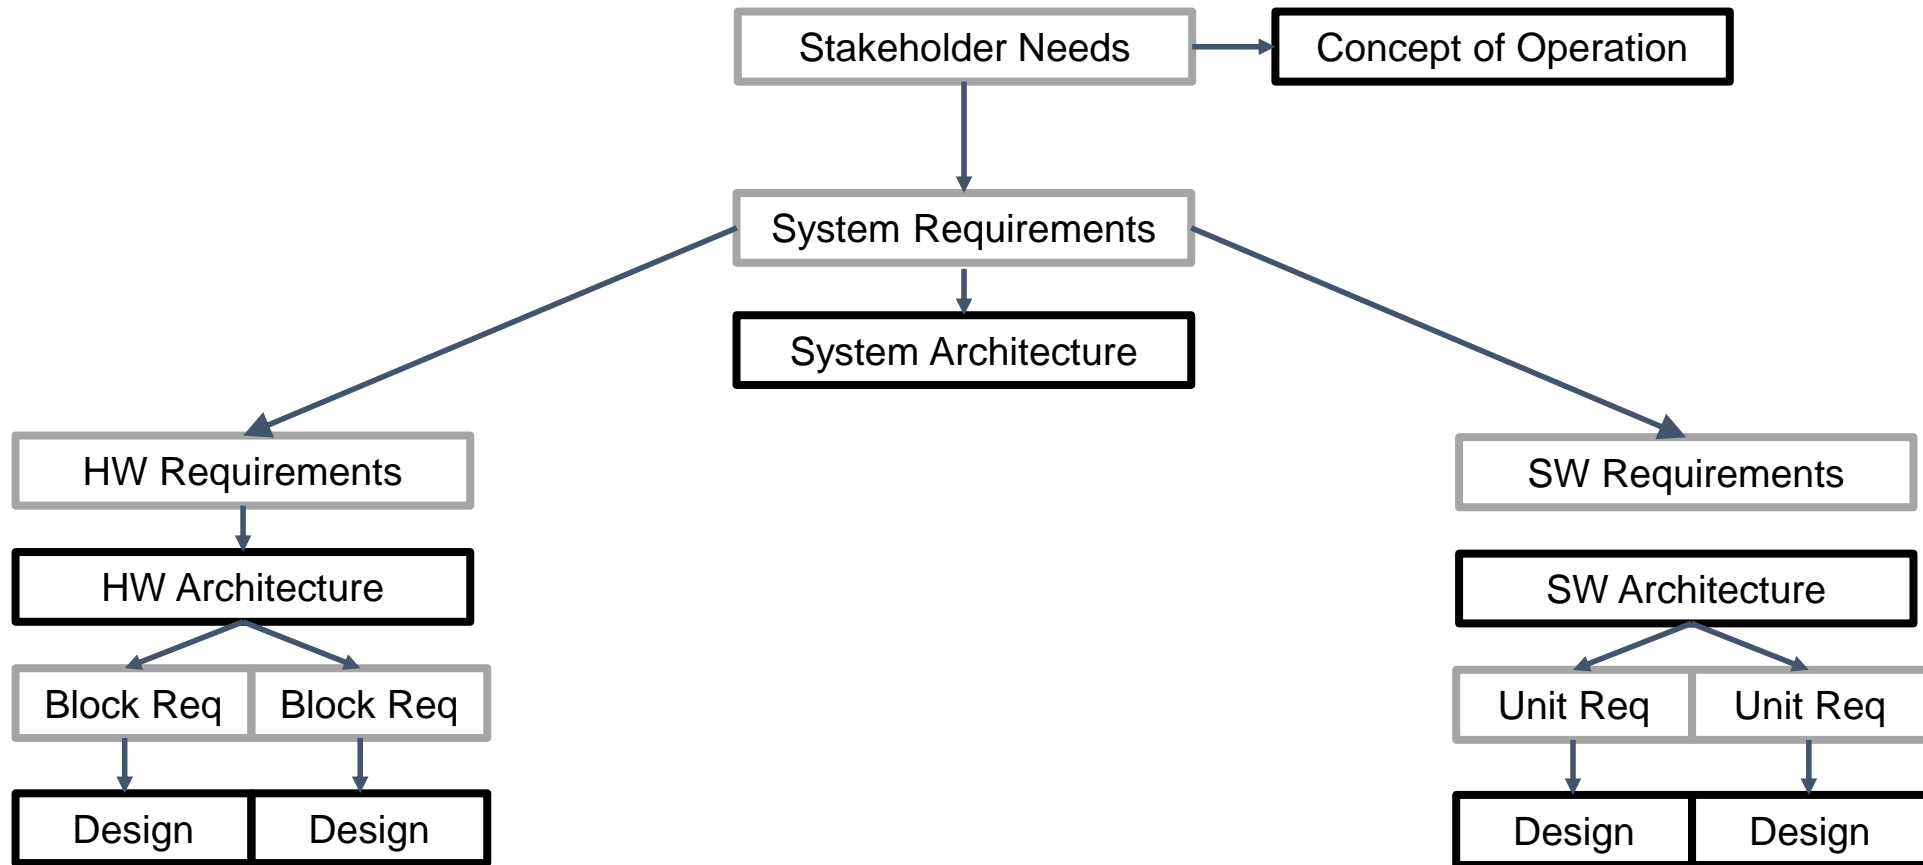 Stakeholder Needs
Concept of Operation
System Requirements
System Architecture
HW Requirements
SW Requirements
HW Architecture
SW Architecture
Block Req
Block Req
Unit Req
Unit Req
Design
Design
Design
Design